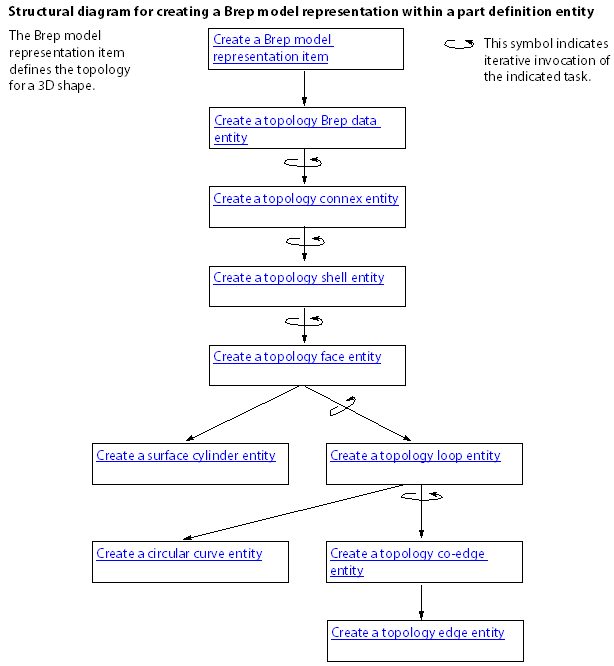 Structural diagram for creating a Brep model representation within a part definition entity
The Brep model
representation item
defines the topology
for a 3D shape.
This symbol indicates
iterative invocation of
the indicated task.
Create a Brep model
representation item
Create a topology Brep data
entity
Create a topology connex entity
Create a topology shell entity
Create a topology face entity
Create a surface cylinder entity
Create a topology loop entity
Create a circular curve entity
Create a topology co-edge
entity
Create a topology edge entity